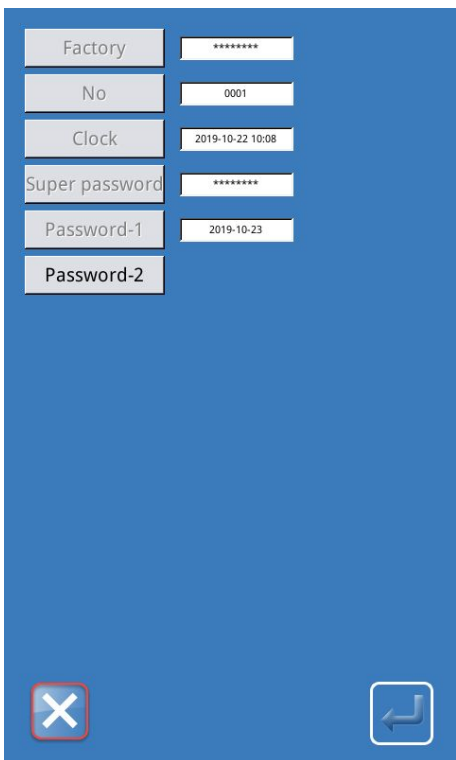 Factory ********
No 0001
Clock 2019-10-22 10:08
Super password ********
Password-1 2019-10-23
Password-2